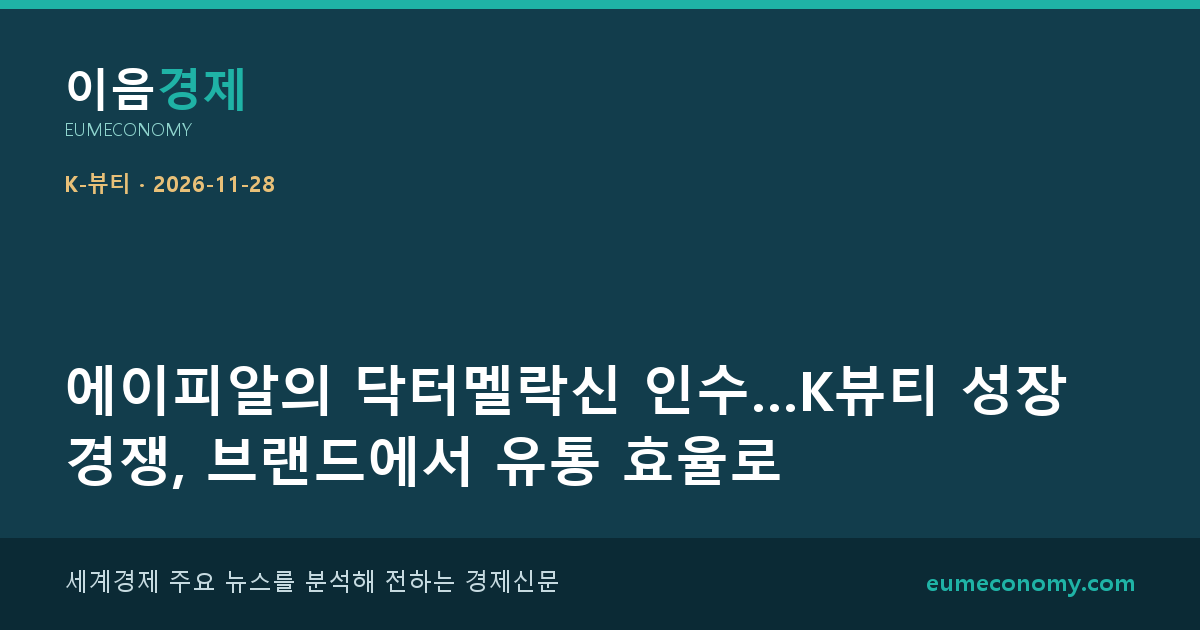 이음경제
EUMECONOMY
K-뷰티 · 2026-11-28
에이피알의 닥터멜락신 인수...K뷰티 성장
경쟁, 브랜드에서 유통 효율로
세계경제 주요 뉴스를 분석해 전하는 경제신문
eumeconomy.com